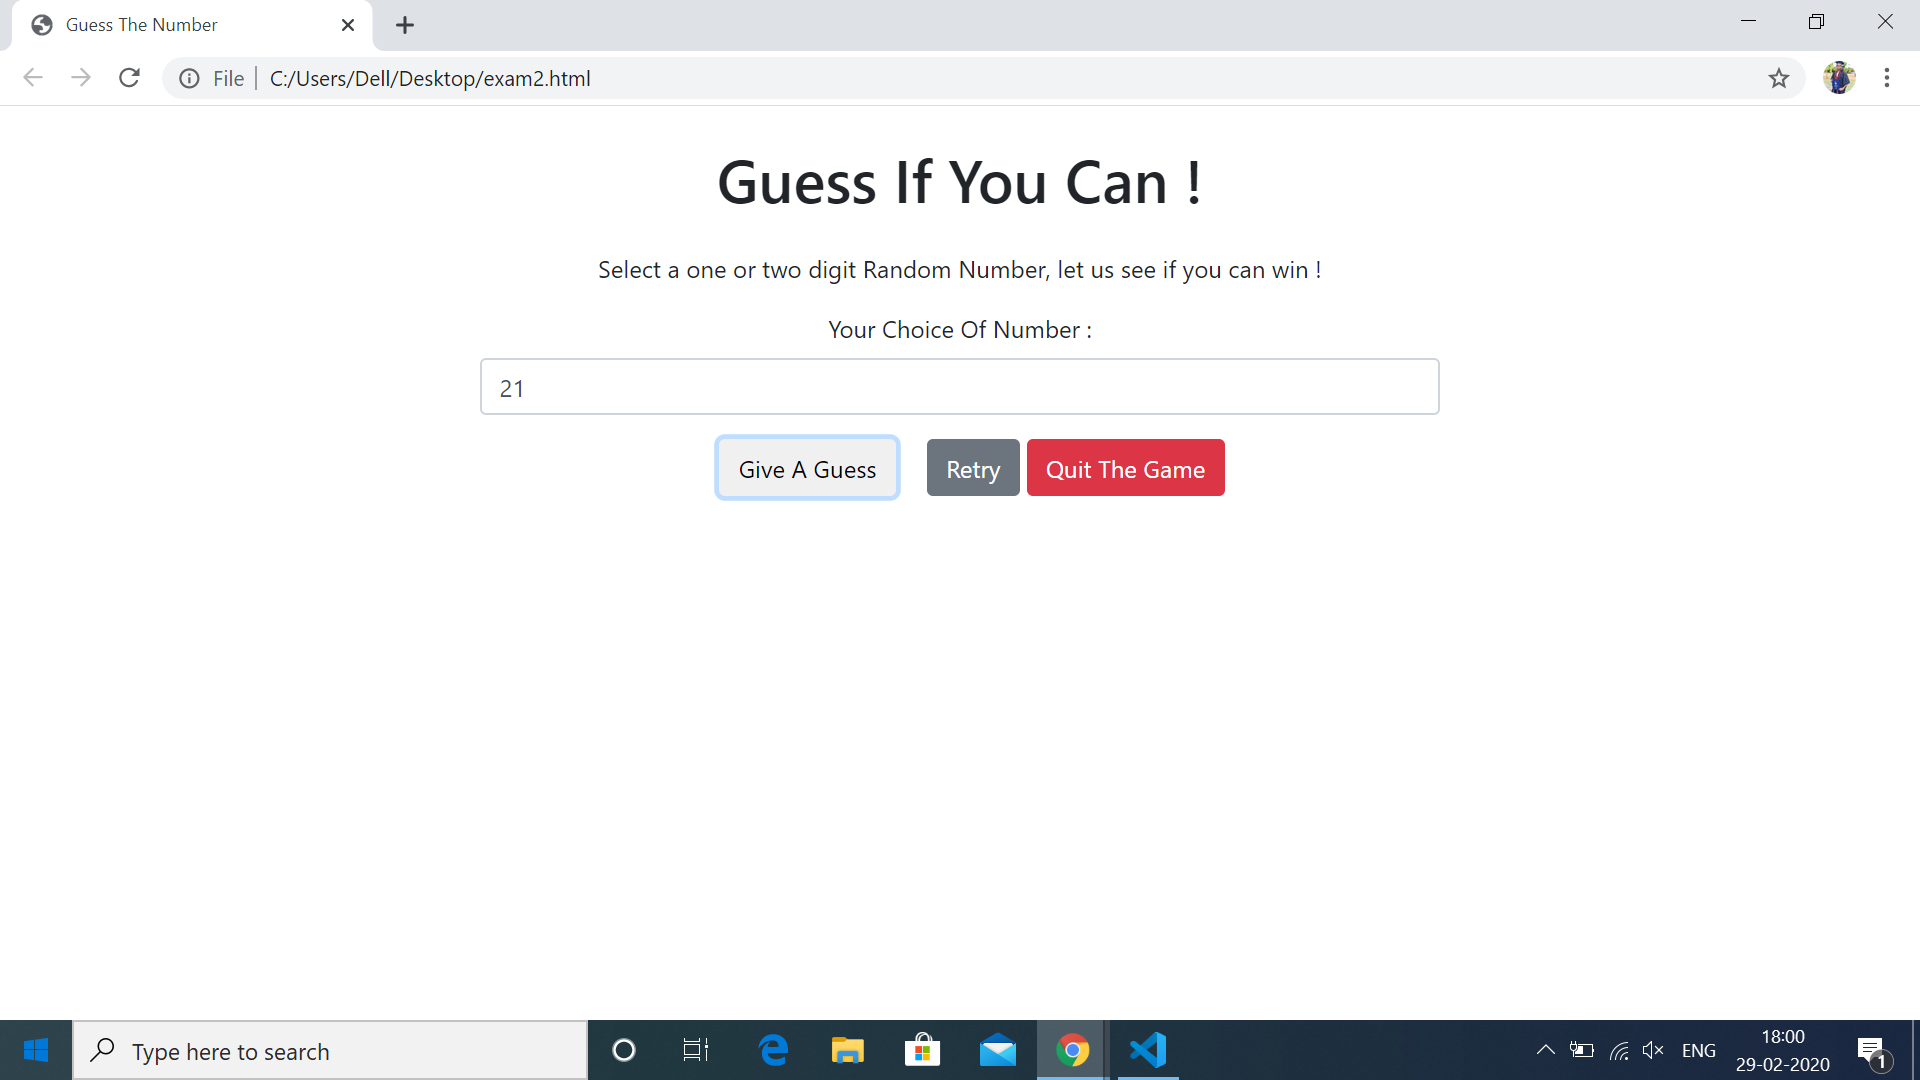 Guess The Number
File
C:/Users/Dell/Desktop/exam2.html
Guess If You Can !
Select a one or two digit Random Number, let us see if you can win !
Your Choice Of Number :
21
Give A Guess
Retry
Quit The Game
Type here to search
ENG
18:00
29-02-2020
1